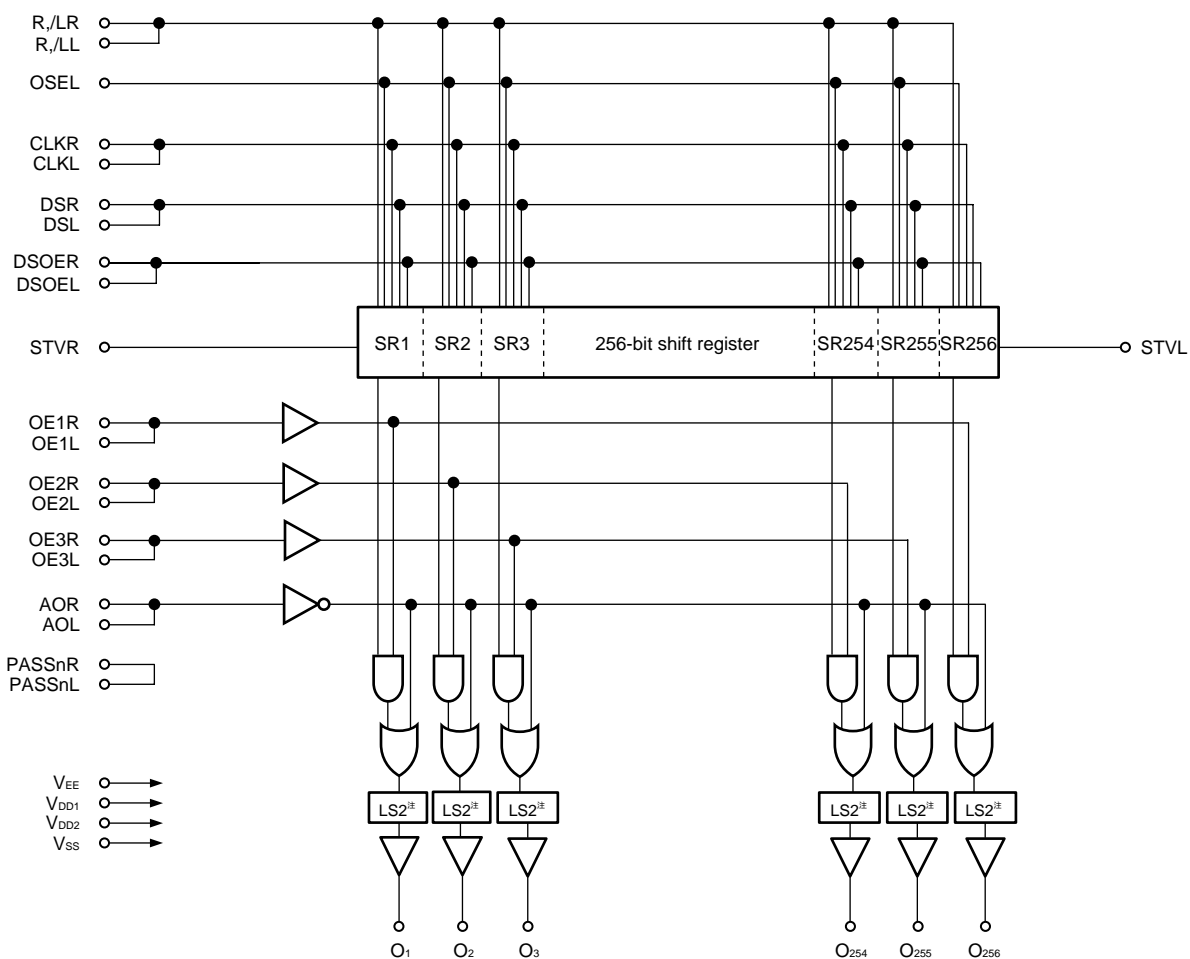 R,/LR
R,/LL
OSEL
CLKR
CLKL
DSR
DSL
DSOER
DSOEL
STVR
SR1 SR2 SR3 256-bit shift register SR254 SR255 SR256
STVL
OE1R
OE1L
OE2R
OE2L
OE3R
OE3L
AOR
AOL
PASSnR
PASSnL
VEE
VDD1
VDD2
VSS
LS2注 LS2注 LS2注 LS2注 LS2注 LS2注
O1 O2 O3 O254 O255 O256